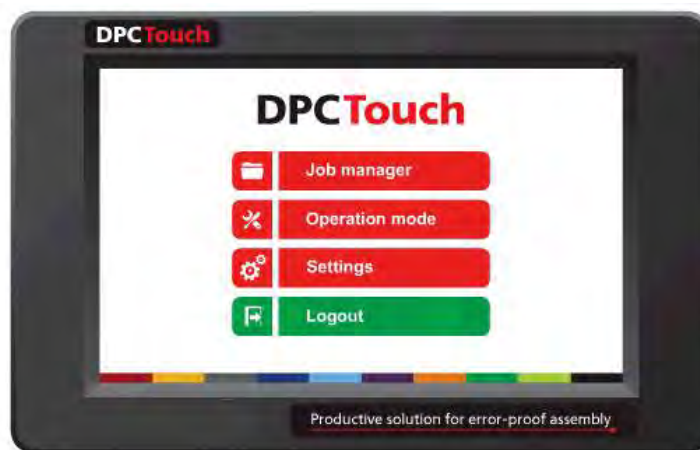 DPCTouch
DPCTouch
Job manager
Operation mode
Settings
Logout
Productive solution for error-proof assembly